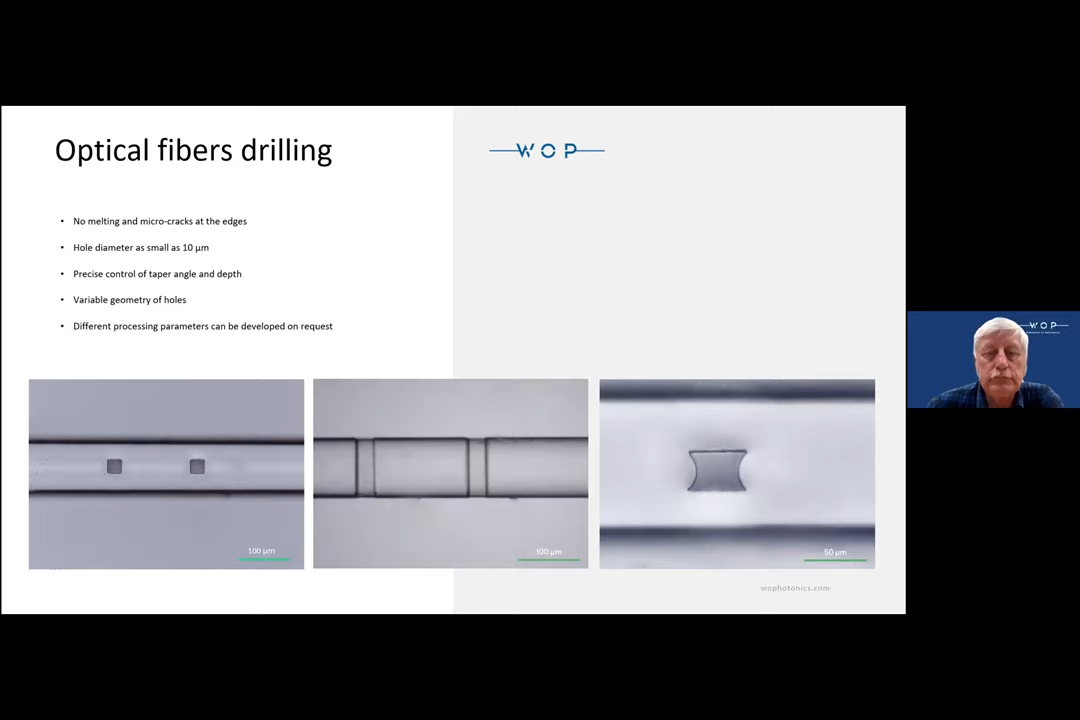 Optical fibers drilling
WOP
• No melting and micro-cracks at the edges
• Hole diameter as small as 10 µm
• Precise control of taper angle and depth
• Variable geometry of holes
• Different processing parameters can be developed on request
WOP
100 µm
100 µm
50 µm
wophotonics.com